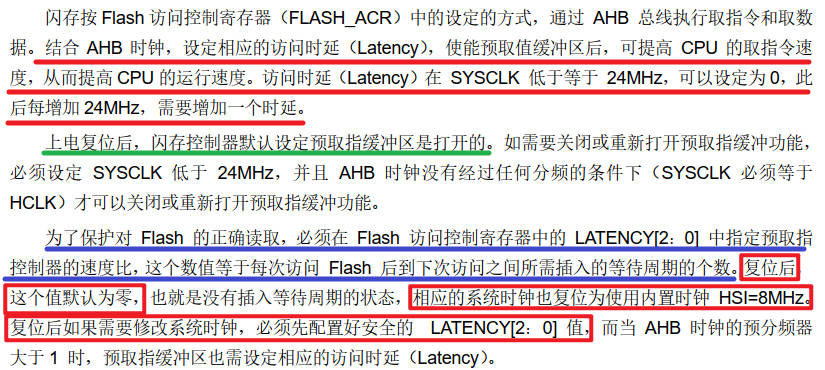 闪存按 Flash 访问控制寄存器（FLASH_ACR）中的设定的方式，通过 AHB 总线执行取指令和取数
据。结合 AHB 时钟，设定相应的访问时延（Latency），使能预取值缓冲区后，可提高 CPU 的取指令速
度，从而提高 CPU 的运行速度。访问时延（Latency）在 SYSCLK 低于等于 24MHz，可以设定为 0，此
后每增加 24MHz，需要增加一个时延。
上电复位后，闪存控制器默认设定预取指缓冲区是打开的。如需要关闭或重新打开预取指缓冲功能，
必须设定 SYSCLK 低于 24MHz，并且 AHB 时钟没有经过任何分频的条件下（SYSCLK 必须等于
HCLK）才可以关闭或重新打开预取指缓冲功能。
为了保护对 Flash 的正确读取，必须在 Flash 访问控制寄存器中的 LATENCY[2：0] 中指定预取指
控制器的速度比，这个数值等于每次访问 Flash 后到下次访问之间所需插入的等待周期的个数。复位后，
这个值默认为零，也就是没有插入等待周期的状态，相应的系统时钟也复位为使用内置时钟 HSI=8MHz。
复位后如果需要修改系统时钟，必须先配置好安全的 LATENCY[2：0] 值，而当 AHB 时钟的预分频器
大于 1 时，预取指缓冲区也需设定相应的访问时延（Latency）。